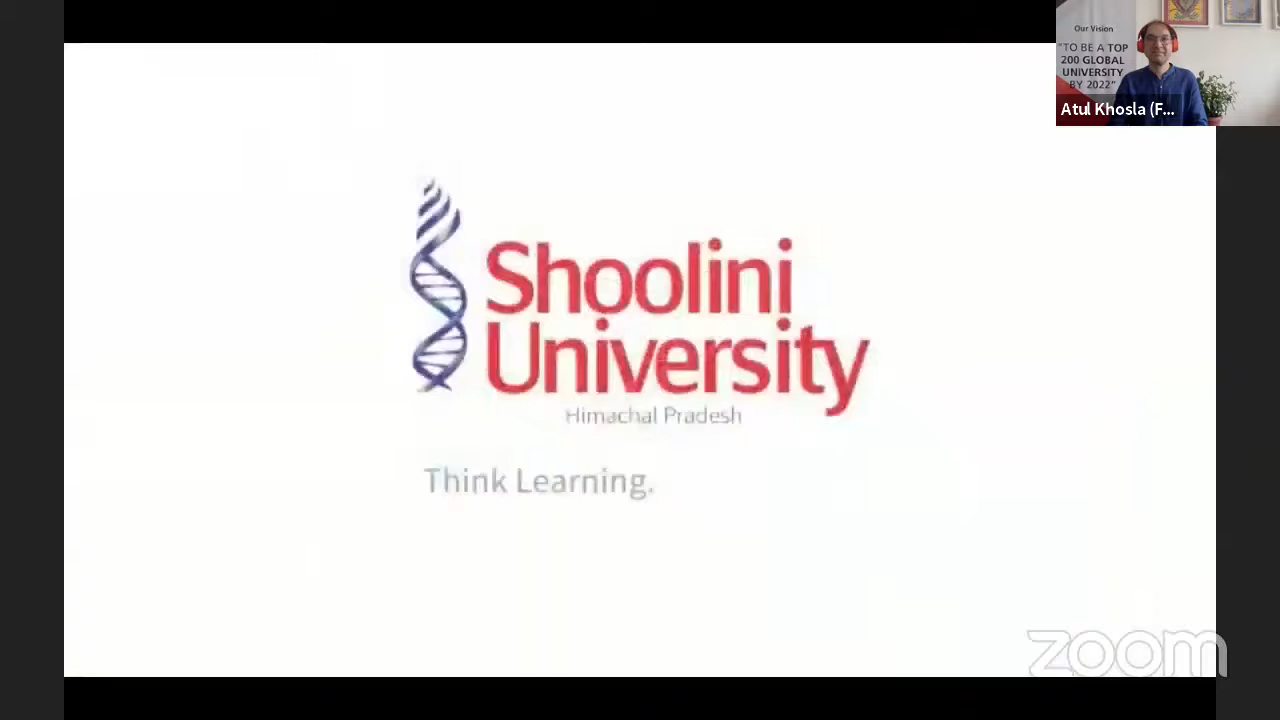 Our Vision
"TO BE A TOP
200 GLOBAL
UNIVERSITY
BY 2022"
Atul Khosla (F...
Shoolini
University
Himachal Pradesh
Think Learning.
zoom